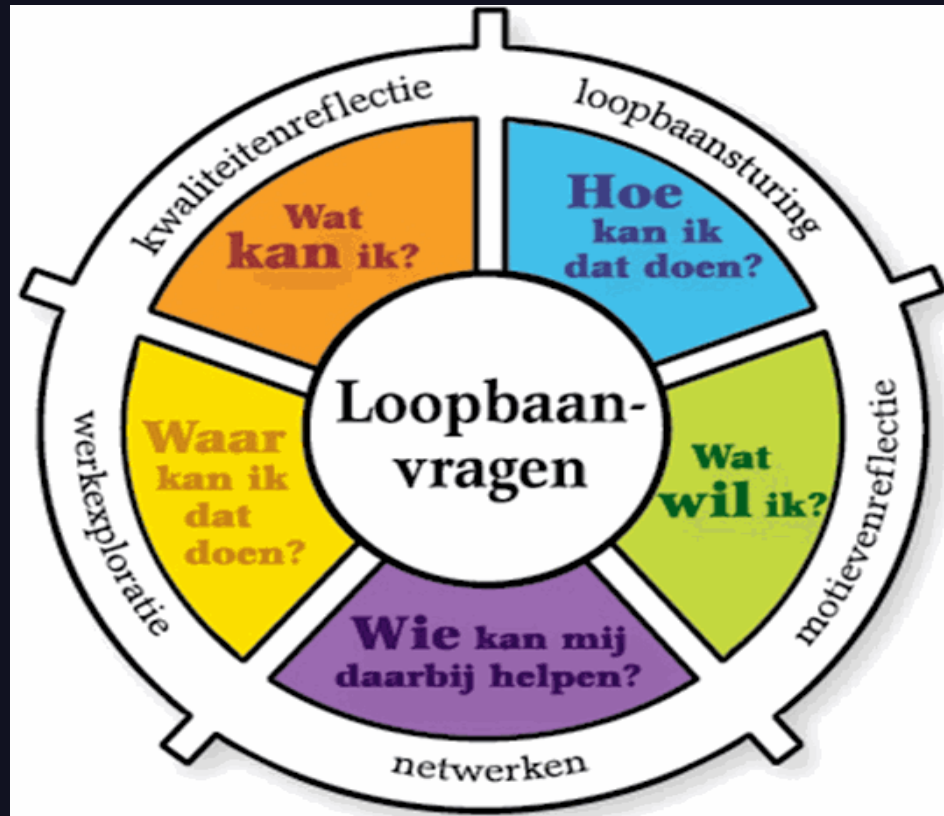 kwaliteitenreflectie
loopbaansturing
Wat
kan ik?
Hoe
kan ik
dat doen?
Waar
kan ik
dat
doen?
Loopbaan-
vragen
Wat
wil ik?
Wie kan mij
daarbij helpen?
werkexploratie
motievenreflectie
netwerken